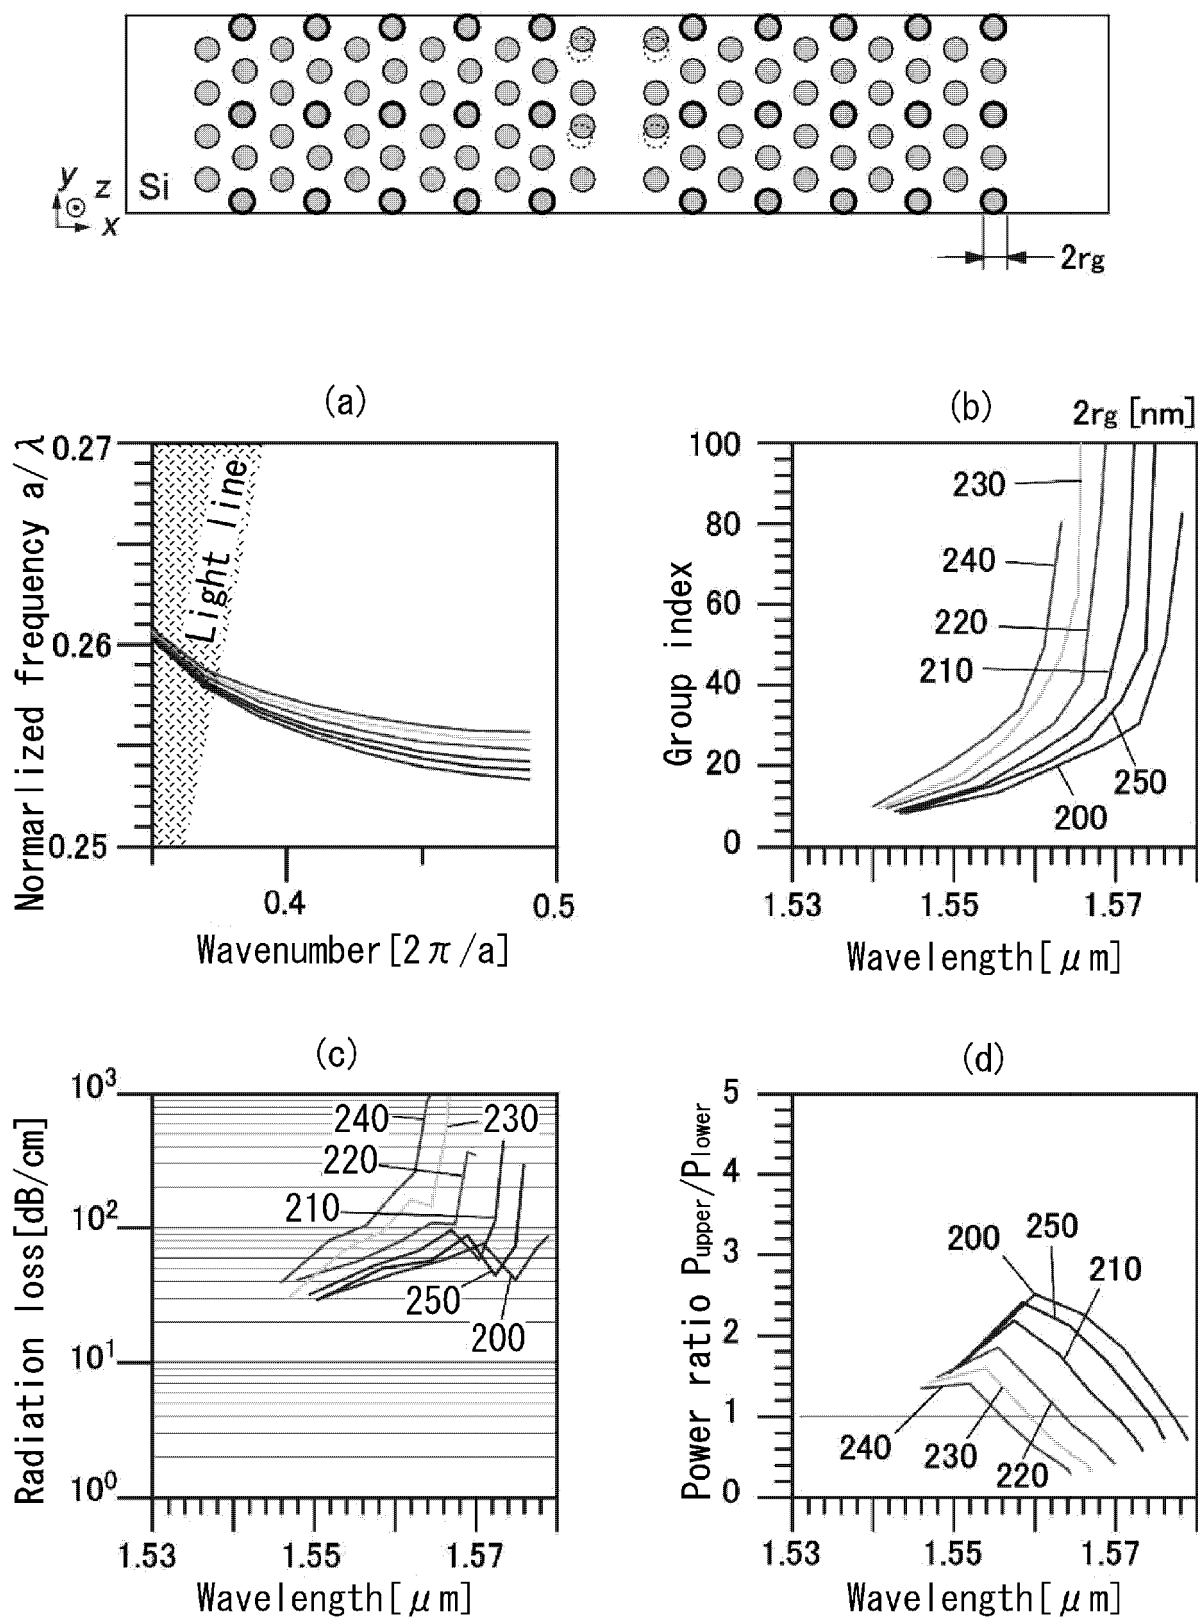 Si
y
z
x
2rg
(a)
Normarlized frequency a/λ
0.27
0.26
0.25
Light line
0.4
0.5
Wavenumber[2π/a]
(b)
2rg [nm]
Group index
100
80
60
40
20
0
230
240
220
210
250
200
1.53
1.55
1.57
Wavelength[μm]
(c)
Radiation loss[dB/cm]
10³
10²
10¹
10⁰
240
230
220
210
250
200
1.53
1.55
1.57
Wavelength[μm]
(d)
Power ratio Pupper/Plower
5
4
3
2
1
0
200
250
210
240
230
220
1.53
1.55
1.57
Wavelength[μm]